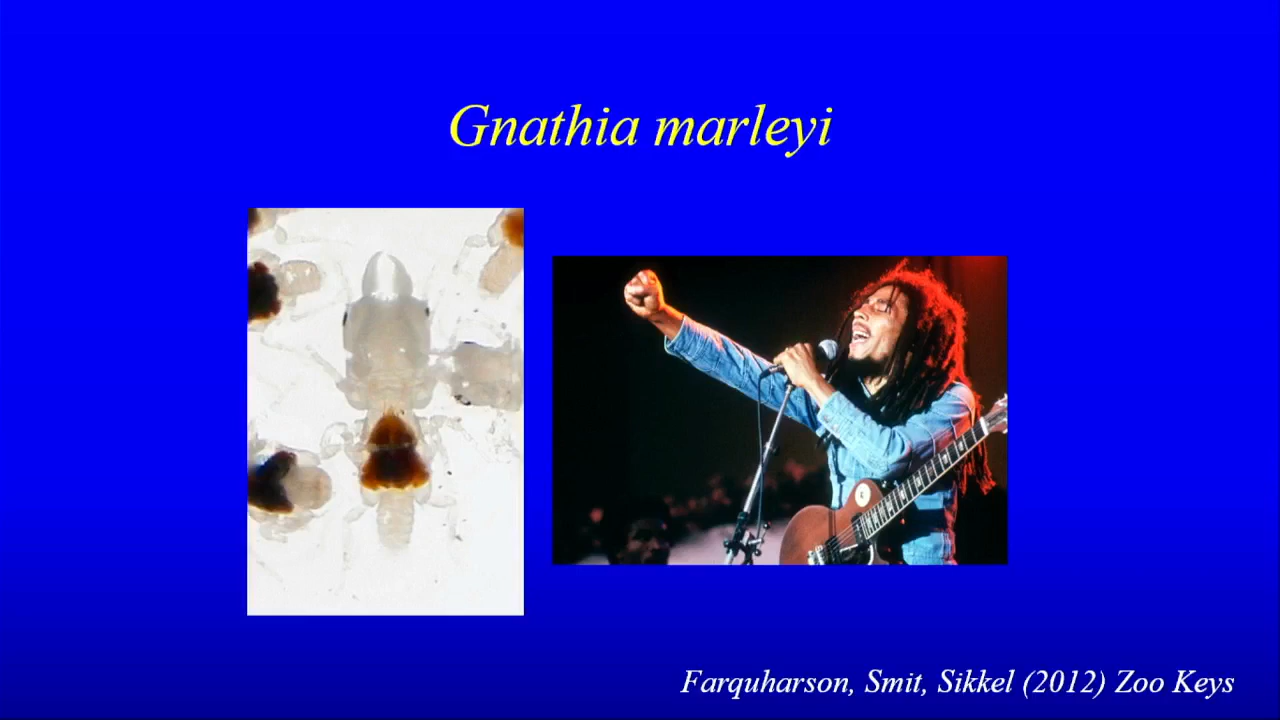 Gnathia marleyi
Farquharson, Smit, Sikkel (2012) Zoo Keys